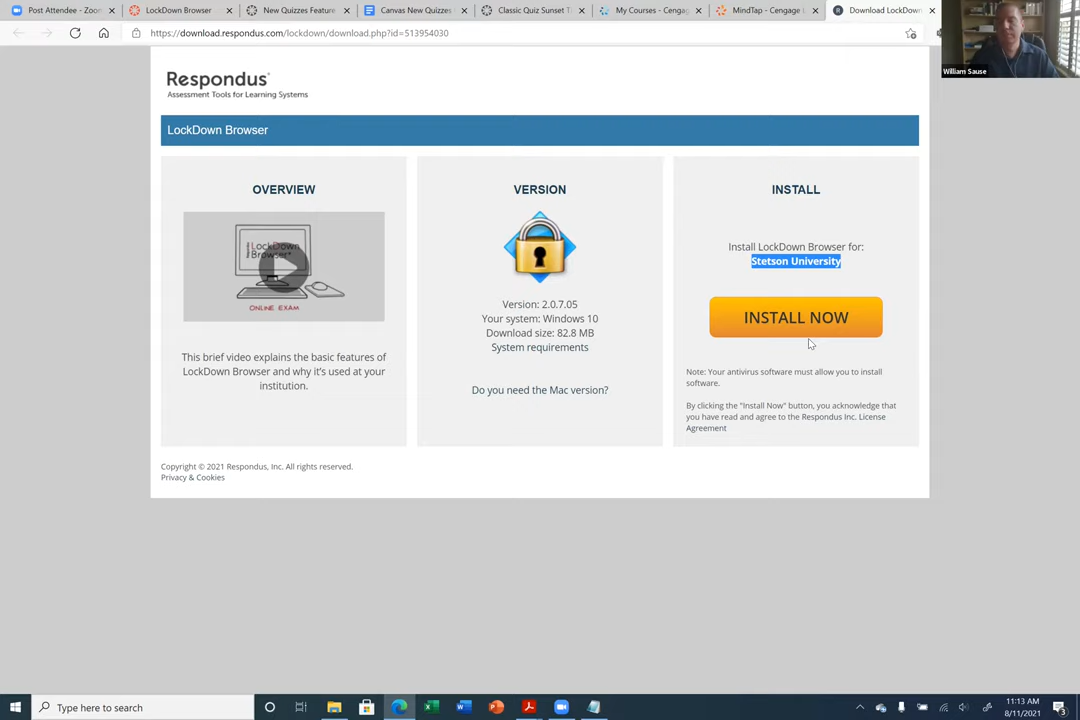 Post Attendee - Zoom
LockDown Browser
New Quizzes Feature
Canvas New Quizzes
Classic Quiz Sunset T
My Courses - Cengag
MindTap - Cengage L
Download LockDown
https://download.respondus.com/lockdown/download.php?id=513954030
William Sause
Respondus
Assessment Tools for Learning Systems
LockDown Browser
OVERVIEW
LockDown
Browser
ONLINE EXAM
This brief video explains the basic features of
LockDown Browser and why it's used at your
institution.
VERSION
Version: 2.0.7.05
Your system: Windows 10
Download size: 82.8 MB
System requirements
Do you need the Mac version?
INSTALL
Install LockDown Browser for:
Stetson University
INSTALL NOW
Note: Your antivirus software must allow you to install
software.
By clicking the "Install Now" button, you acknowledge that
you have read and agree to the Respondus Inc. License
Agreement
Copyright © 2021 Respondus, Inc. All rights reserved.
Privacy & Cookies
Type here to search
11:13 AM
8/11/2021
3